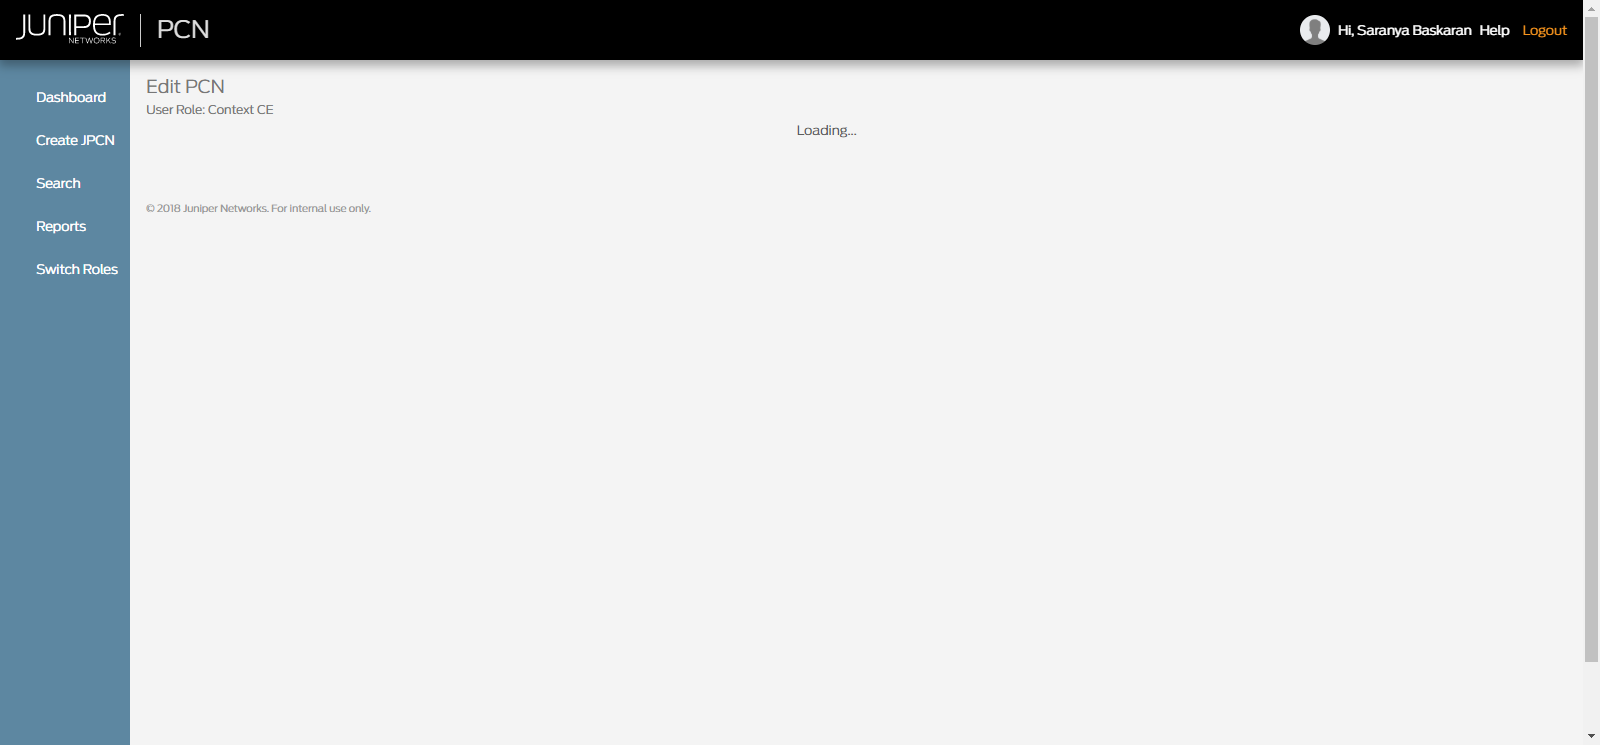 JUNIPER
NETWORKS
PCN
Hi, Saranya Baskaran Help Logout
Dashboard
Create JPCN
Search
Reports
Switch Roles
Edit PCN
User Role: Context CE
Loading...
© 2018 Juniper Networks. For internal use only.